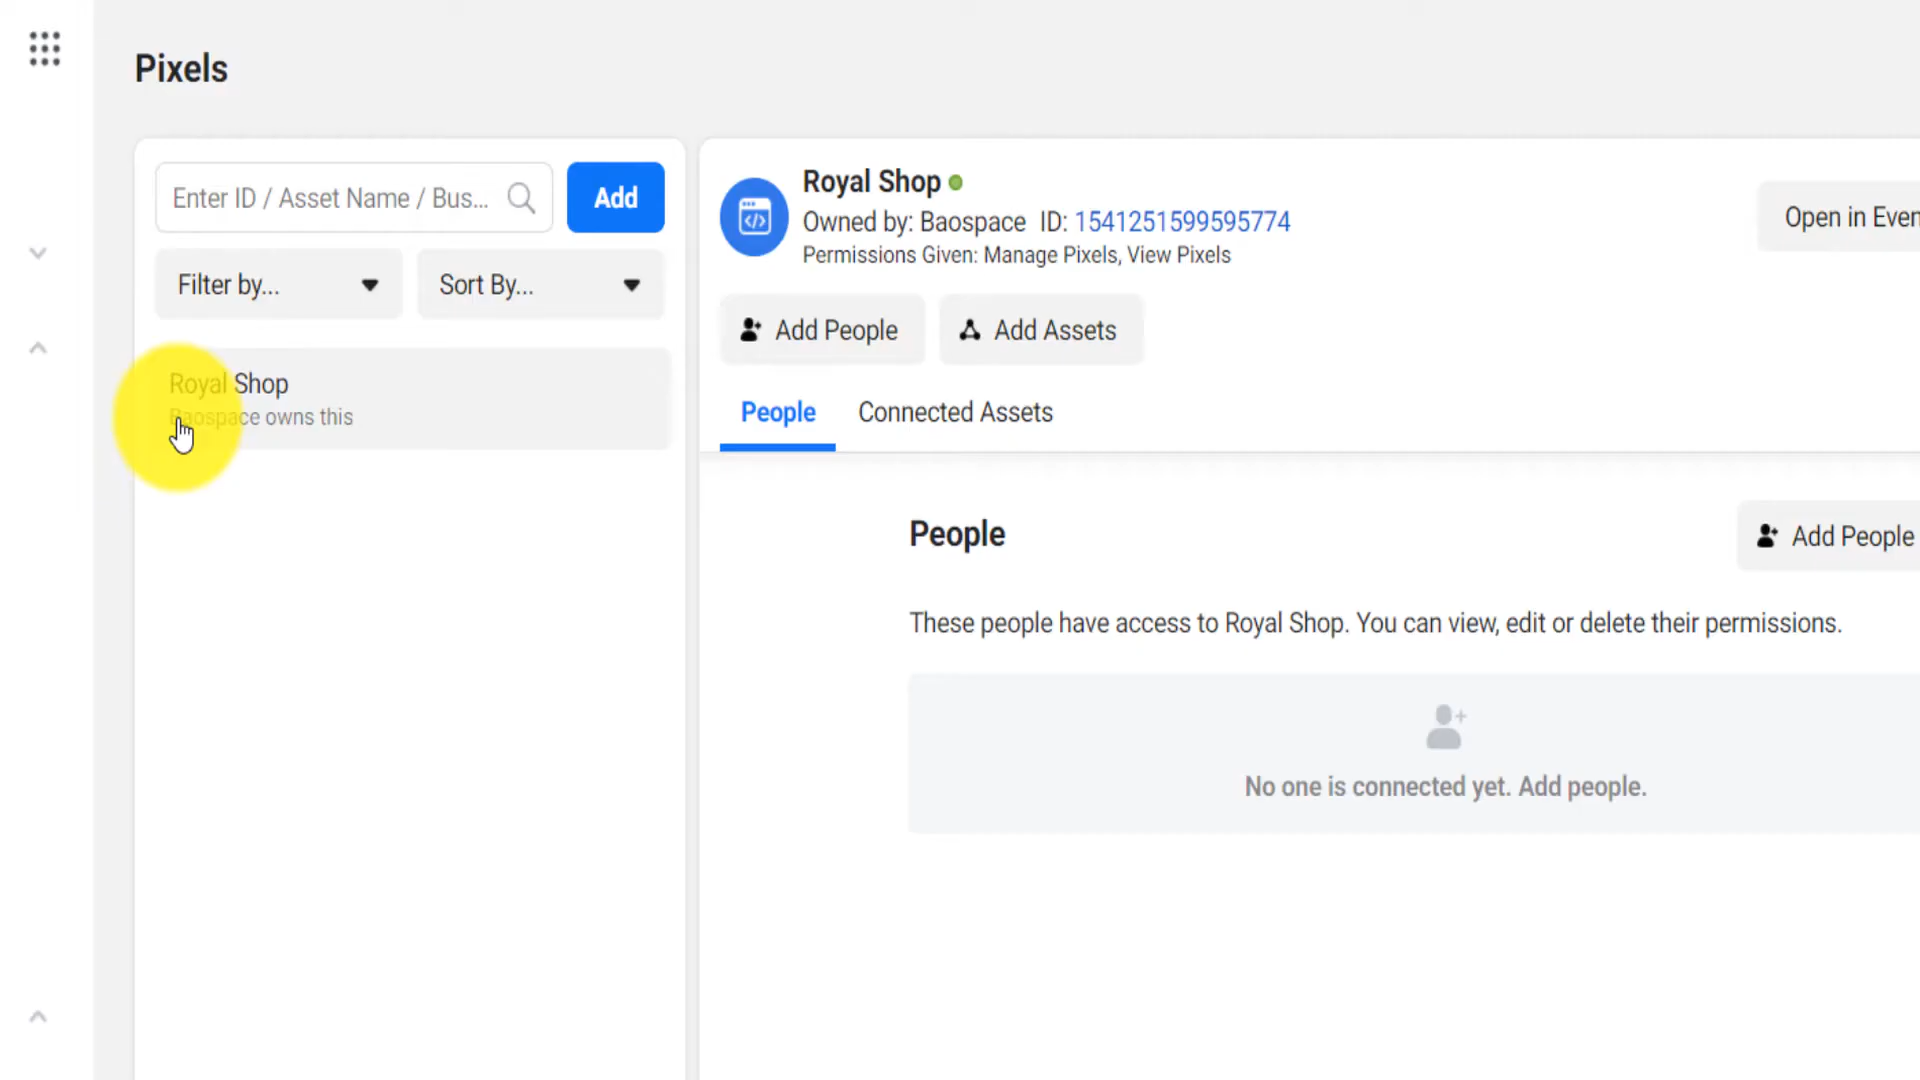 Pixels
Enter ID / Asset Name / Bus...
Add
Filter by...
Sort By...
Royal Shop
Baospace owns this
Royal Shop
Owned by: Baospace ID: 1541251599595774
Permissions Given: Manage Pixels, View Pixels
Open in Even
Add People
Add Assets
People
Connected Assets
People
Add People
These people have access to Royal Shop. You can view, edit or delete their permissions.
No one is connected yet. Add people.